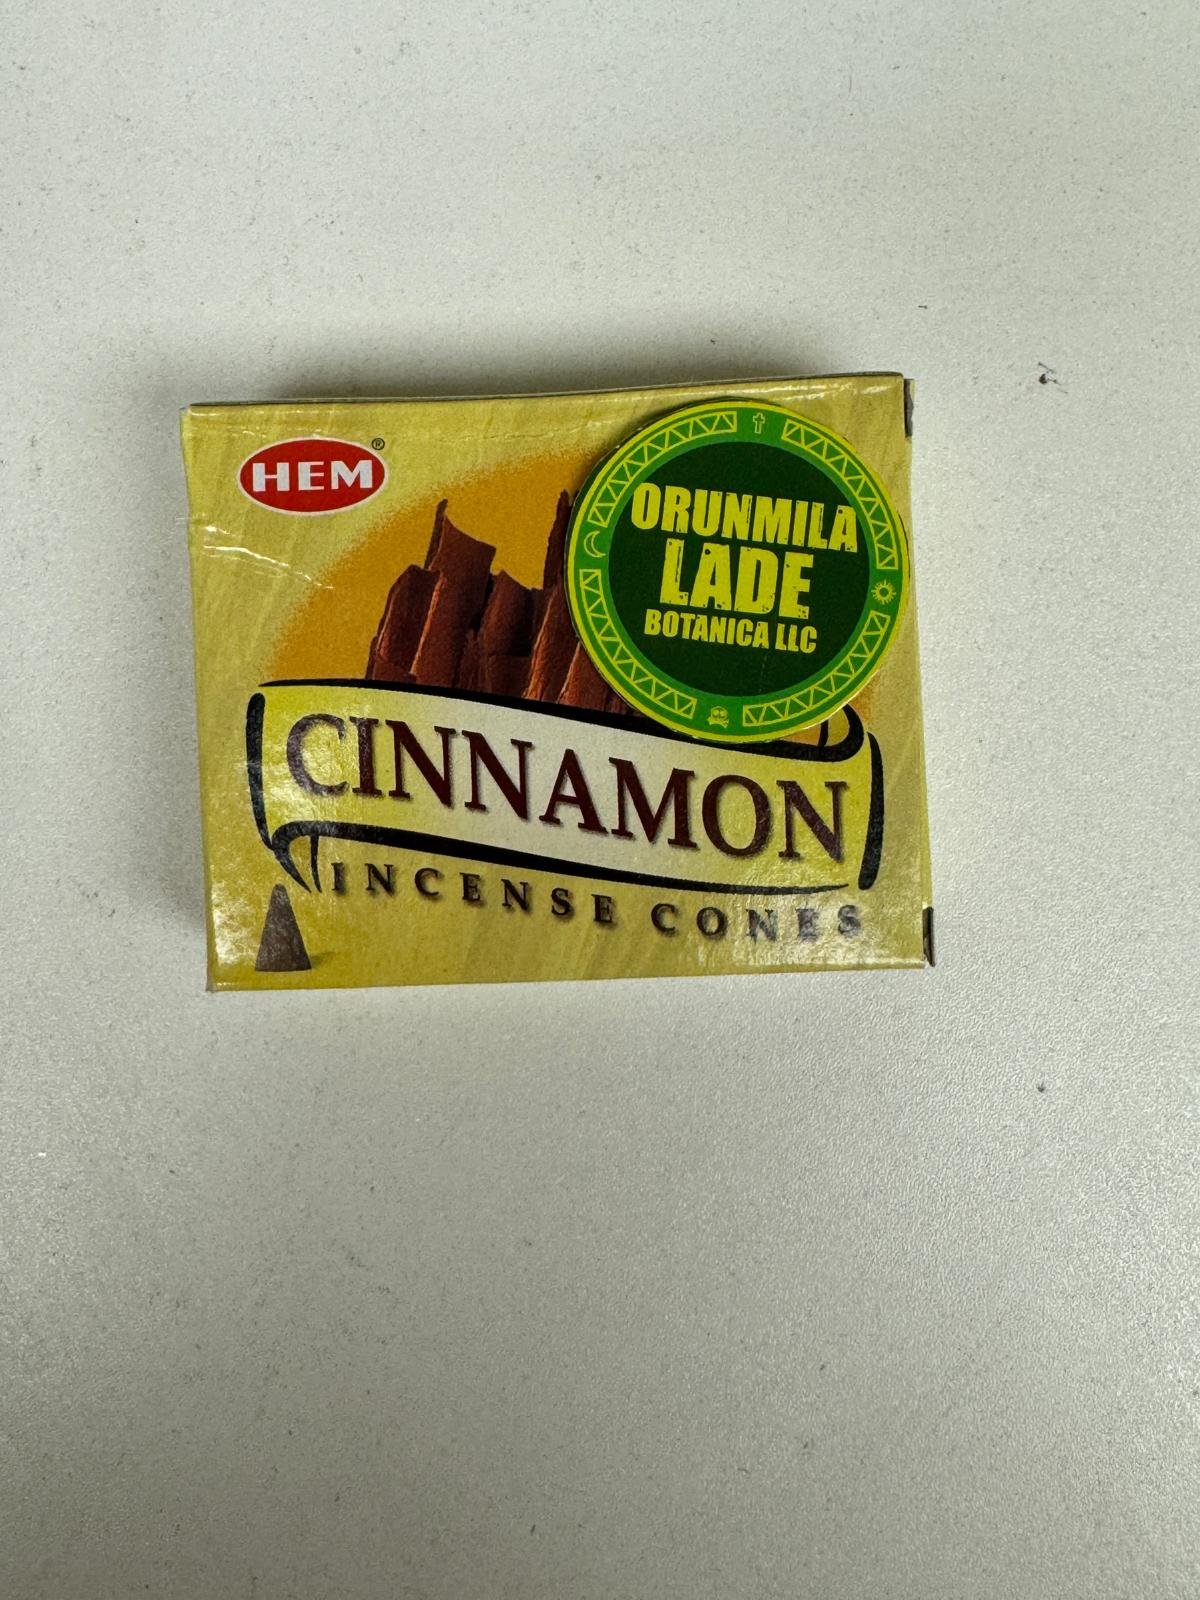 HEM®
ORUNMILA
LADE
BOTANICA LLC
CINNAMON
INCENSE CONES